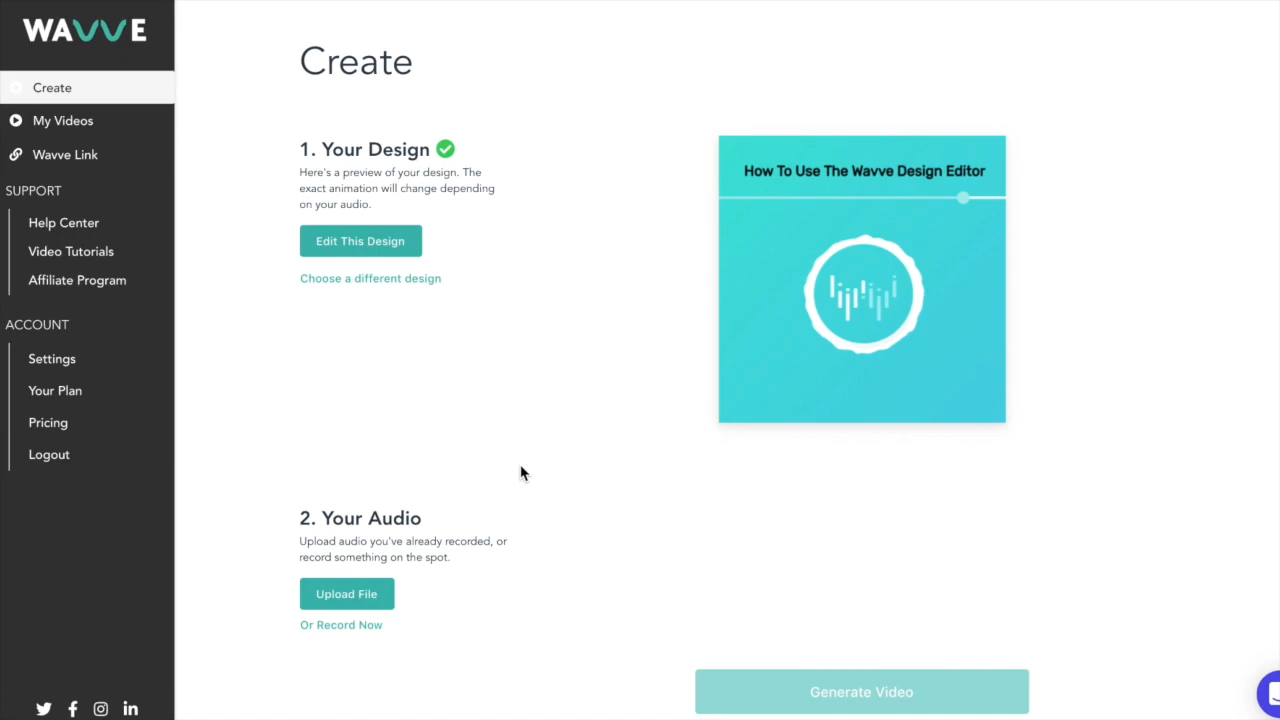 WAVVE
Create
My Videos
Wavve Link
SUPPORT
Help Center
Video Tutorials
Affiliate Program
ACCOUNT
Settings
Your Plan
Pricing
Logout
Create
1. Your Design
Here's a preview of your design. The
exact animation will change depending
on your audio.
Edit This Design
Choose a different design
How To Use The Wavve Design Editor
2. Your Audio
Upload audio you've already recorded, or
record something on the spot.
Upload File
Or Record Now
Generate Video